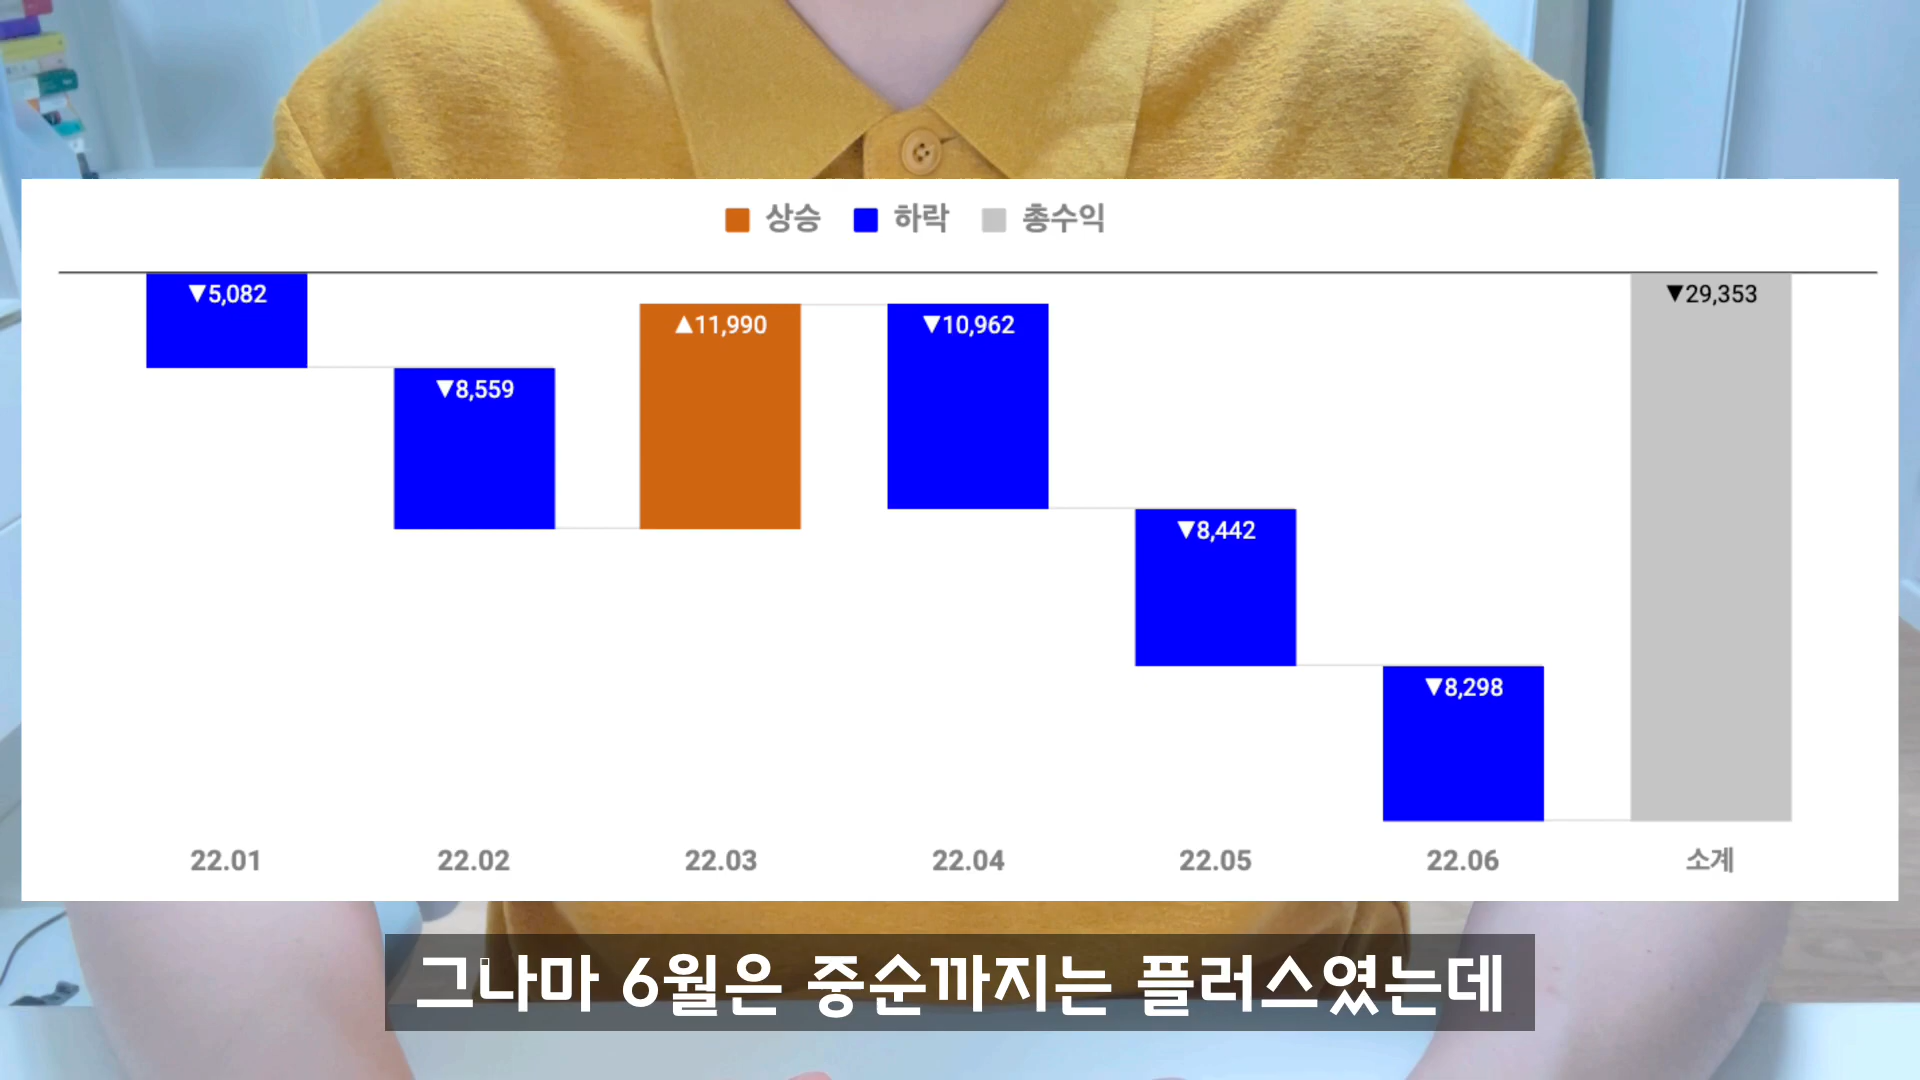 상승 하락 총수익
▼5,082
▼8,559
▲11,990
▼10,962
▼8,442
▼8,298
▼29,353
22.01 22.02 22.03 22.04 22.05 22.06 소계
그나마 6월은 중순까지는 플러스였는데